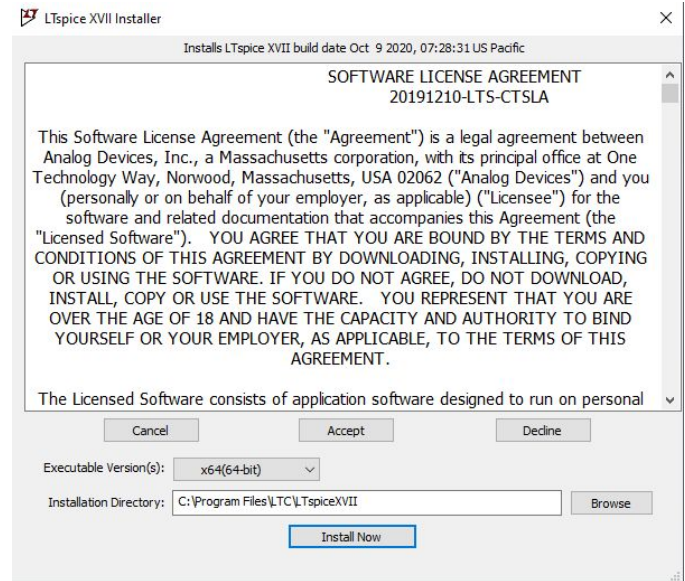 LTspice XVII Installer
Installs LTspice XVII build date Oct 9 2020, 07:28:31 US Pacific
SOFTWARE LICENSE AGREEMENT
20191210-LTS-CTSLA
This Software License Agreement (the "Agreement") is a legal agreement between
Analog Devices, Inc., a Massachusetts corporation, with its principal office at One
Technology Way, Norwood, Massachusetts, USA 02062 ("Analog Devices") and you
(personally or on behalf of your employer, as applicable) ("Licensee") for the
software and related documentation that accompanies this Agreement (the
"Licensed Software"). YOU AGREE THAT YOU ARE BOUND BY THE TERMS AND
CONDITIONS OF THIS AGREEMENT BY DOWNLOADING, INSTALLING, COPYING
OR USING THE SOFTWARE. IF YOU DO NOT AGREE, DO NOT DOWNLOAD,
INSTALL, COPY OR USE THE SOFTWARE. YOU REPRESENT THAT YOU ARE
OVER THE AGE OF 18 AND HAVE THE CAPACITY AND AUTHORITY TO BIND
YOURSELF OR YOUR EMPLOYER, AS APPLICABLE, TO THE TERMS OF THIS
AGREEMENT.
The Licensed Software consists of application software designed to run on personal
Cancel Accept Decline
Executable Version(s): x64(64-bit)
Installation Directory: C:\Program Files\LTC\LTspiceXVII Browse
Install Now